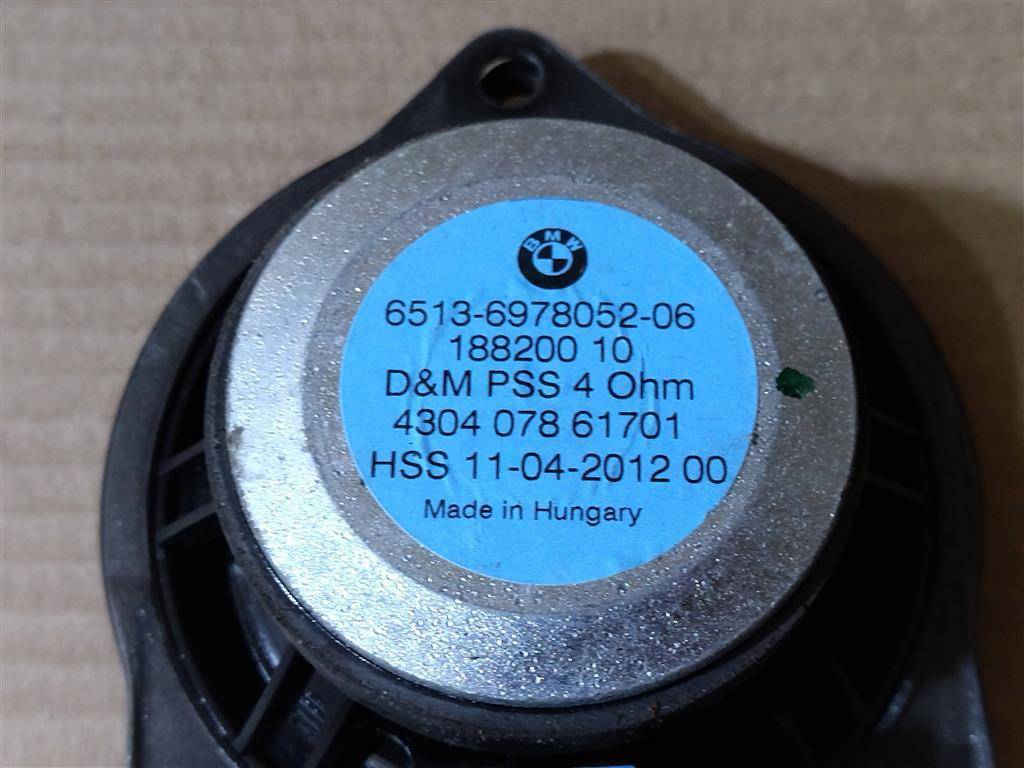 BMW
6513-6978052-06
188200 10
D&M PSS 4 Ohm
4304 078 61701
HSS 11-04-2012 00
Made in Hungary